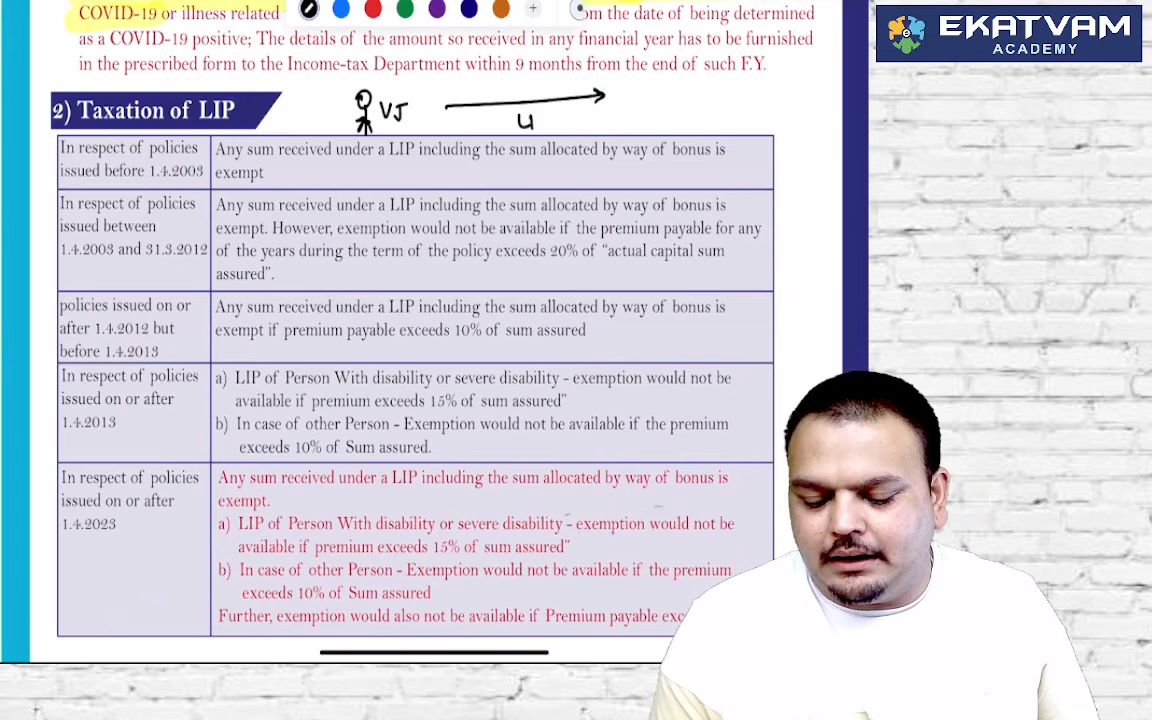 COVID-19 or illness related
om the date of being determined
as a COVID-19 positive; The details of the amount so received in any financial year has to be furnished
in the prescribed form to the Income-tax Department within 9 months from the end of such F.Y.
EKATVAM
ACADEMY
2) Taxation of LIP
VJ
4
In respect of policies
issued before 1.4.2003
Any sum received under a LIP including the sum allocated by way of bonus is
exempt
In respect of policies
issued between
1.4.2003 and 31.3.2012
Any sum received under a LIP including the sum allocated by way of bonus is
exempt. However, exemption would not be available if the premium payable for any
of the years during the term of the policy exceeds 20% of “actual capital sum
assured”.
policies issued on or
after 1.4.2012 but
before 1.4.2013
Any sum received under a LIP including the sum allocated by way of bonus is
exempt if premium payable exceeds 10% of sum assured
In respect of policies
issued on or after
1.4.2013
a) LIP of Person With disability or severe disability - exemption would not be
available if premium exceeds 15% of sum assured”
b) In case of other Person - Exemption would not be available if the premium
exceeds 10% of Sum assured.
In respect of policies
issued on or after
1.4.2023
Any sum received under a LIP including the sum allocated by way of bonus is
exempt.
a) LIP of Person With disability or severe disability - exemption would not be
available if premium exceeds 15% of sum assured”
b) In case of other Person - Exemption would not be available if the premium
exceeds 10% of Sum assured
Further, exemption would also not be available if Premium payable exc